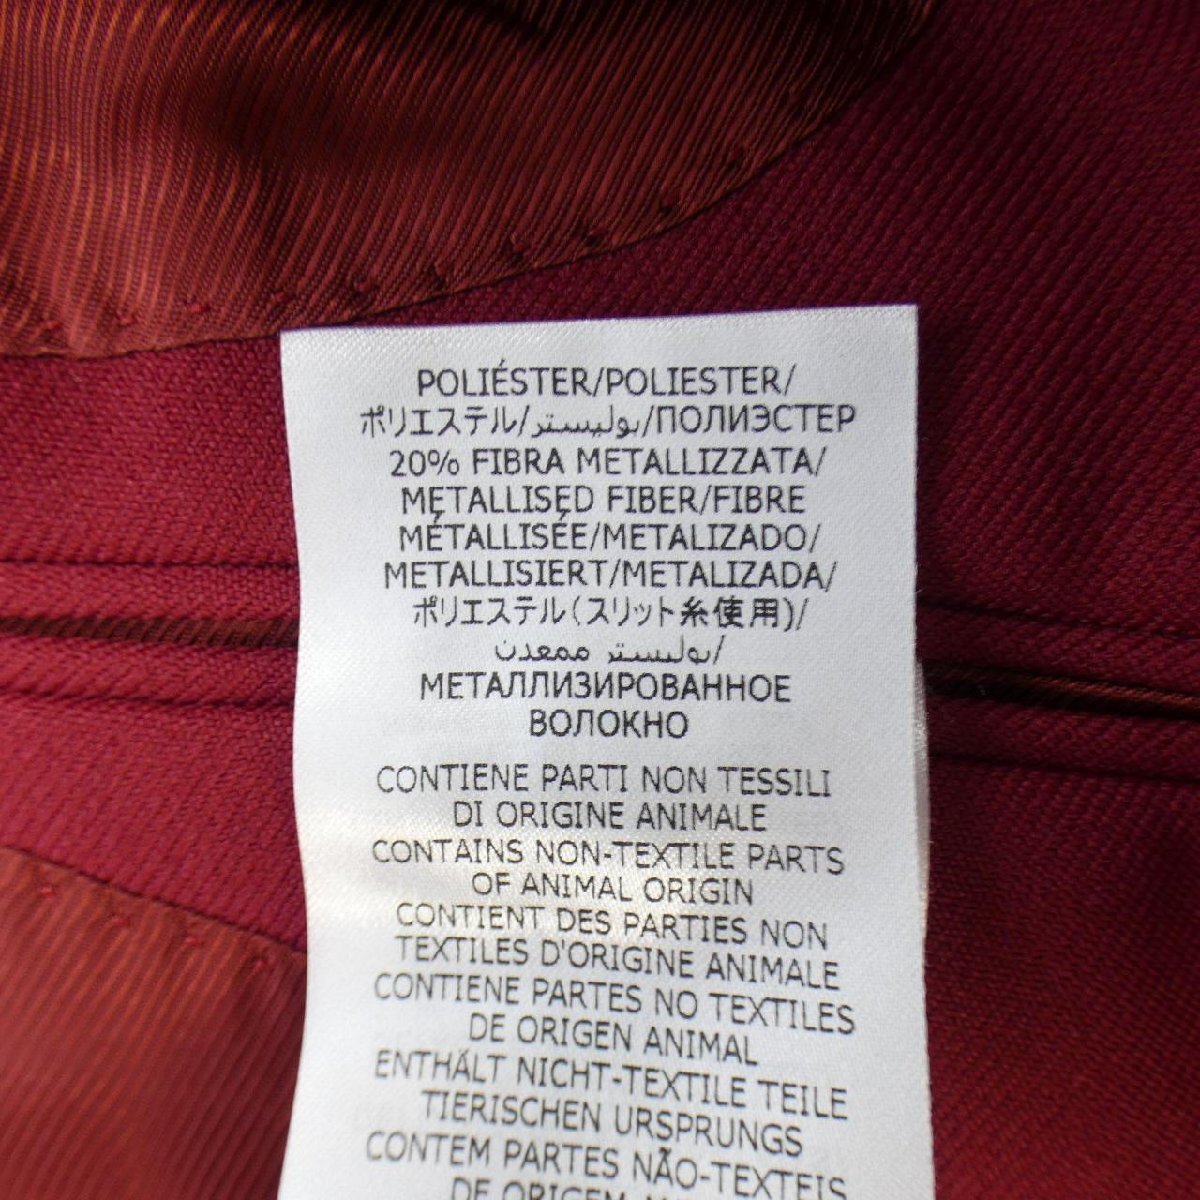 POLIÉSTER/POLIESTER/
ポリエステル/بوليستر/ПОЛИЭСТЕР
20% FIBRA METALLIZZATA/
METALLISED FIBER/FIBRE
MÉTALLISÉE/METALIZADO/
METALLISIERT/METALIZADA/
ポリエステル(スリット糸使用)/
بوليستر ممعدن/
МЕТАЛЛИЗИРОВАННОЕ
ВОЛОКНО
CONTIENE PARTI NON TESSILI
DI ORIGINE ANIMALE
CONTAINS NON-TEXTILE PARTS
OF ANIMAL ORIGIN
CONTIENT DES PARTIES NON
TEXTILES D'ORIGINE ANIMALE
CONTIENE PARTES NO TEXTILES
DE ORIGEN ANIMAL
ENTHÄLT NICHT-TEXTILE TEILE
TIERISCHEN URSPRUNGS
CONTEM PARTES NÃO-TEXTEIS
DE ORIGEM